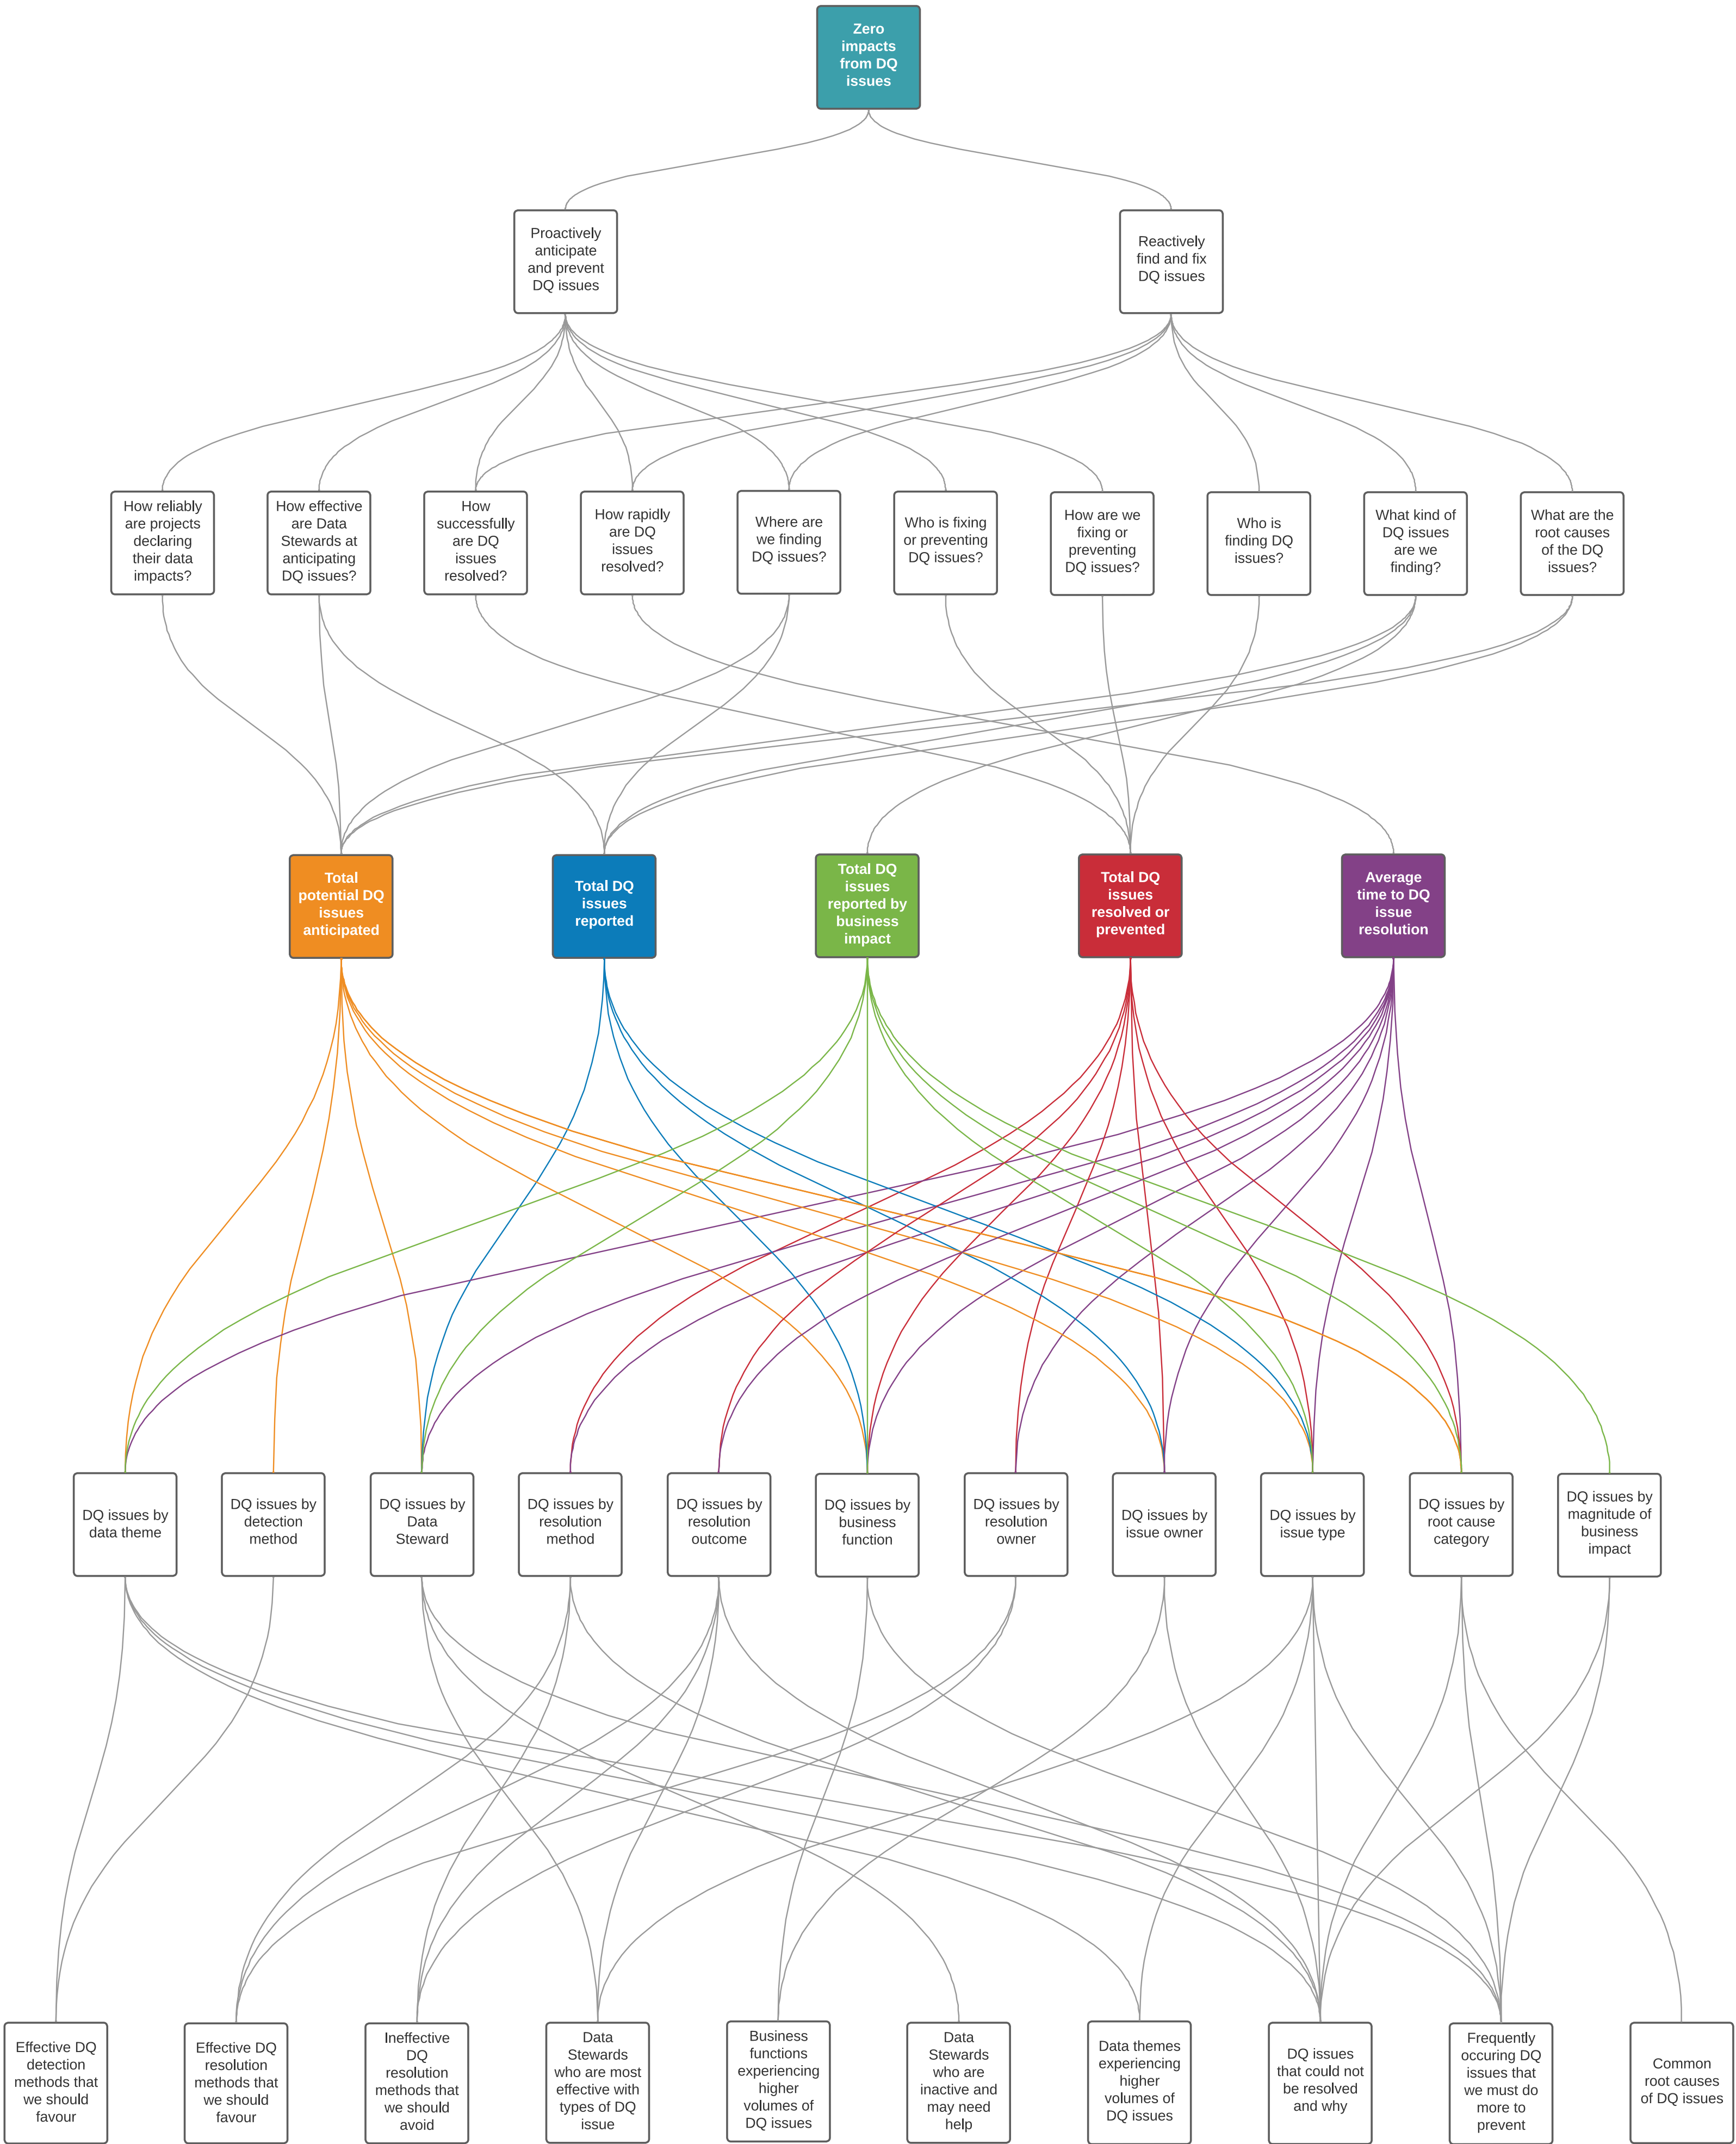 Zero
impacts
from DQ
issues
Proactively
anticipate
and prevent
DQ issues
Reactively
find and fix
DQ issues
How reliably
are projects
declaring
their data
impacts?
How effective
are Data
Stewards at
anticipating
DQ issues?
How
successfully
are DQ
issues
resolved?
How rapidly
are DQ
issues
resolved?
Where are
we finding
DQ issues?
Who is fixing
or preventing
DQ issues?
How are we
fixing or
preventing
DQ issues?
Who is
finding DQ
issues?
What kind of
DQ issues
are we
finding?
What are the
root causes
of the DQ
issues?
Total
potential DQ
issues
anticipated
Total DQ
issues
reported
Total DQ
issues
reported by
business
impact
Total DQ
issues
resolved or
prevented
Average
time to DQ
issue
resolution
DQ issues by
data theme
DQ issues by
detection
method
DQ issues by
Data
Steward
DQ issues by
resolution
method
DQ issues by
resolution
outcome
DQ issues by
business
function
DQ issues by
resolution
owner
DQ issues by
issue owner
DQ issues by
issue type
DQ issues by
root cause
category
DQ issues by
magnitude of
business
impact
Effective DQ
detection
methods that
we should
favour
Effective DQ
resolution
methods that
we should
favour
Ineffective
DQ
resolution
methods that
we should
avoid
Data
Stewards
who are most
effective with
types of DQ
issue
Business
functions
experiencing
higher
volumes of
DQ issues
Data
Stewards
who are
inactive and
may need
help
Data themes
experiencing
higher
volumes of
DQ issues
DQ issues
that could not
be resolved
and why
Frequently
occuring DQ
issues that
we must do
more to
prevent
Common
root causes
of DQ issues